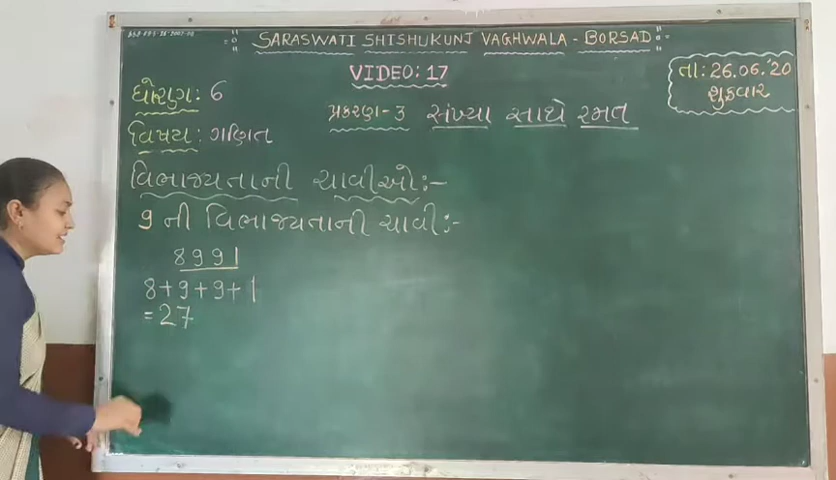 SARASWATI SHISHUKUNJ VAGHWALA - BORSAD
VIDEO: 17
તા: 26.06.'20
શુક્રવાર
ધોરણ: 6
પ્રકરણ-3 સંખ્યા સાથે રમત
વિષય: ગણિત
વિભાજ્યતાની ચાવીઓ:-
9 ની વિભાજ્યતાની ચાવી:-
8991
8+9+9+1
=27